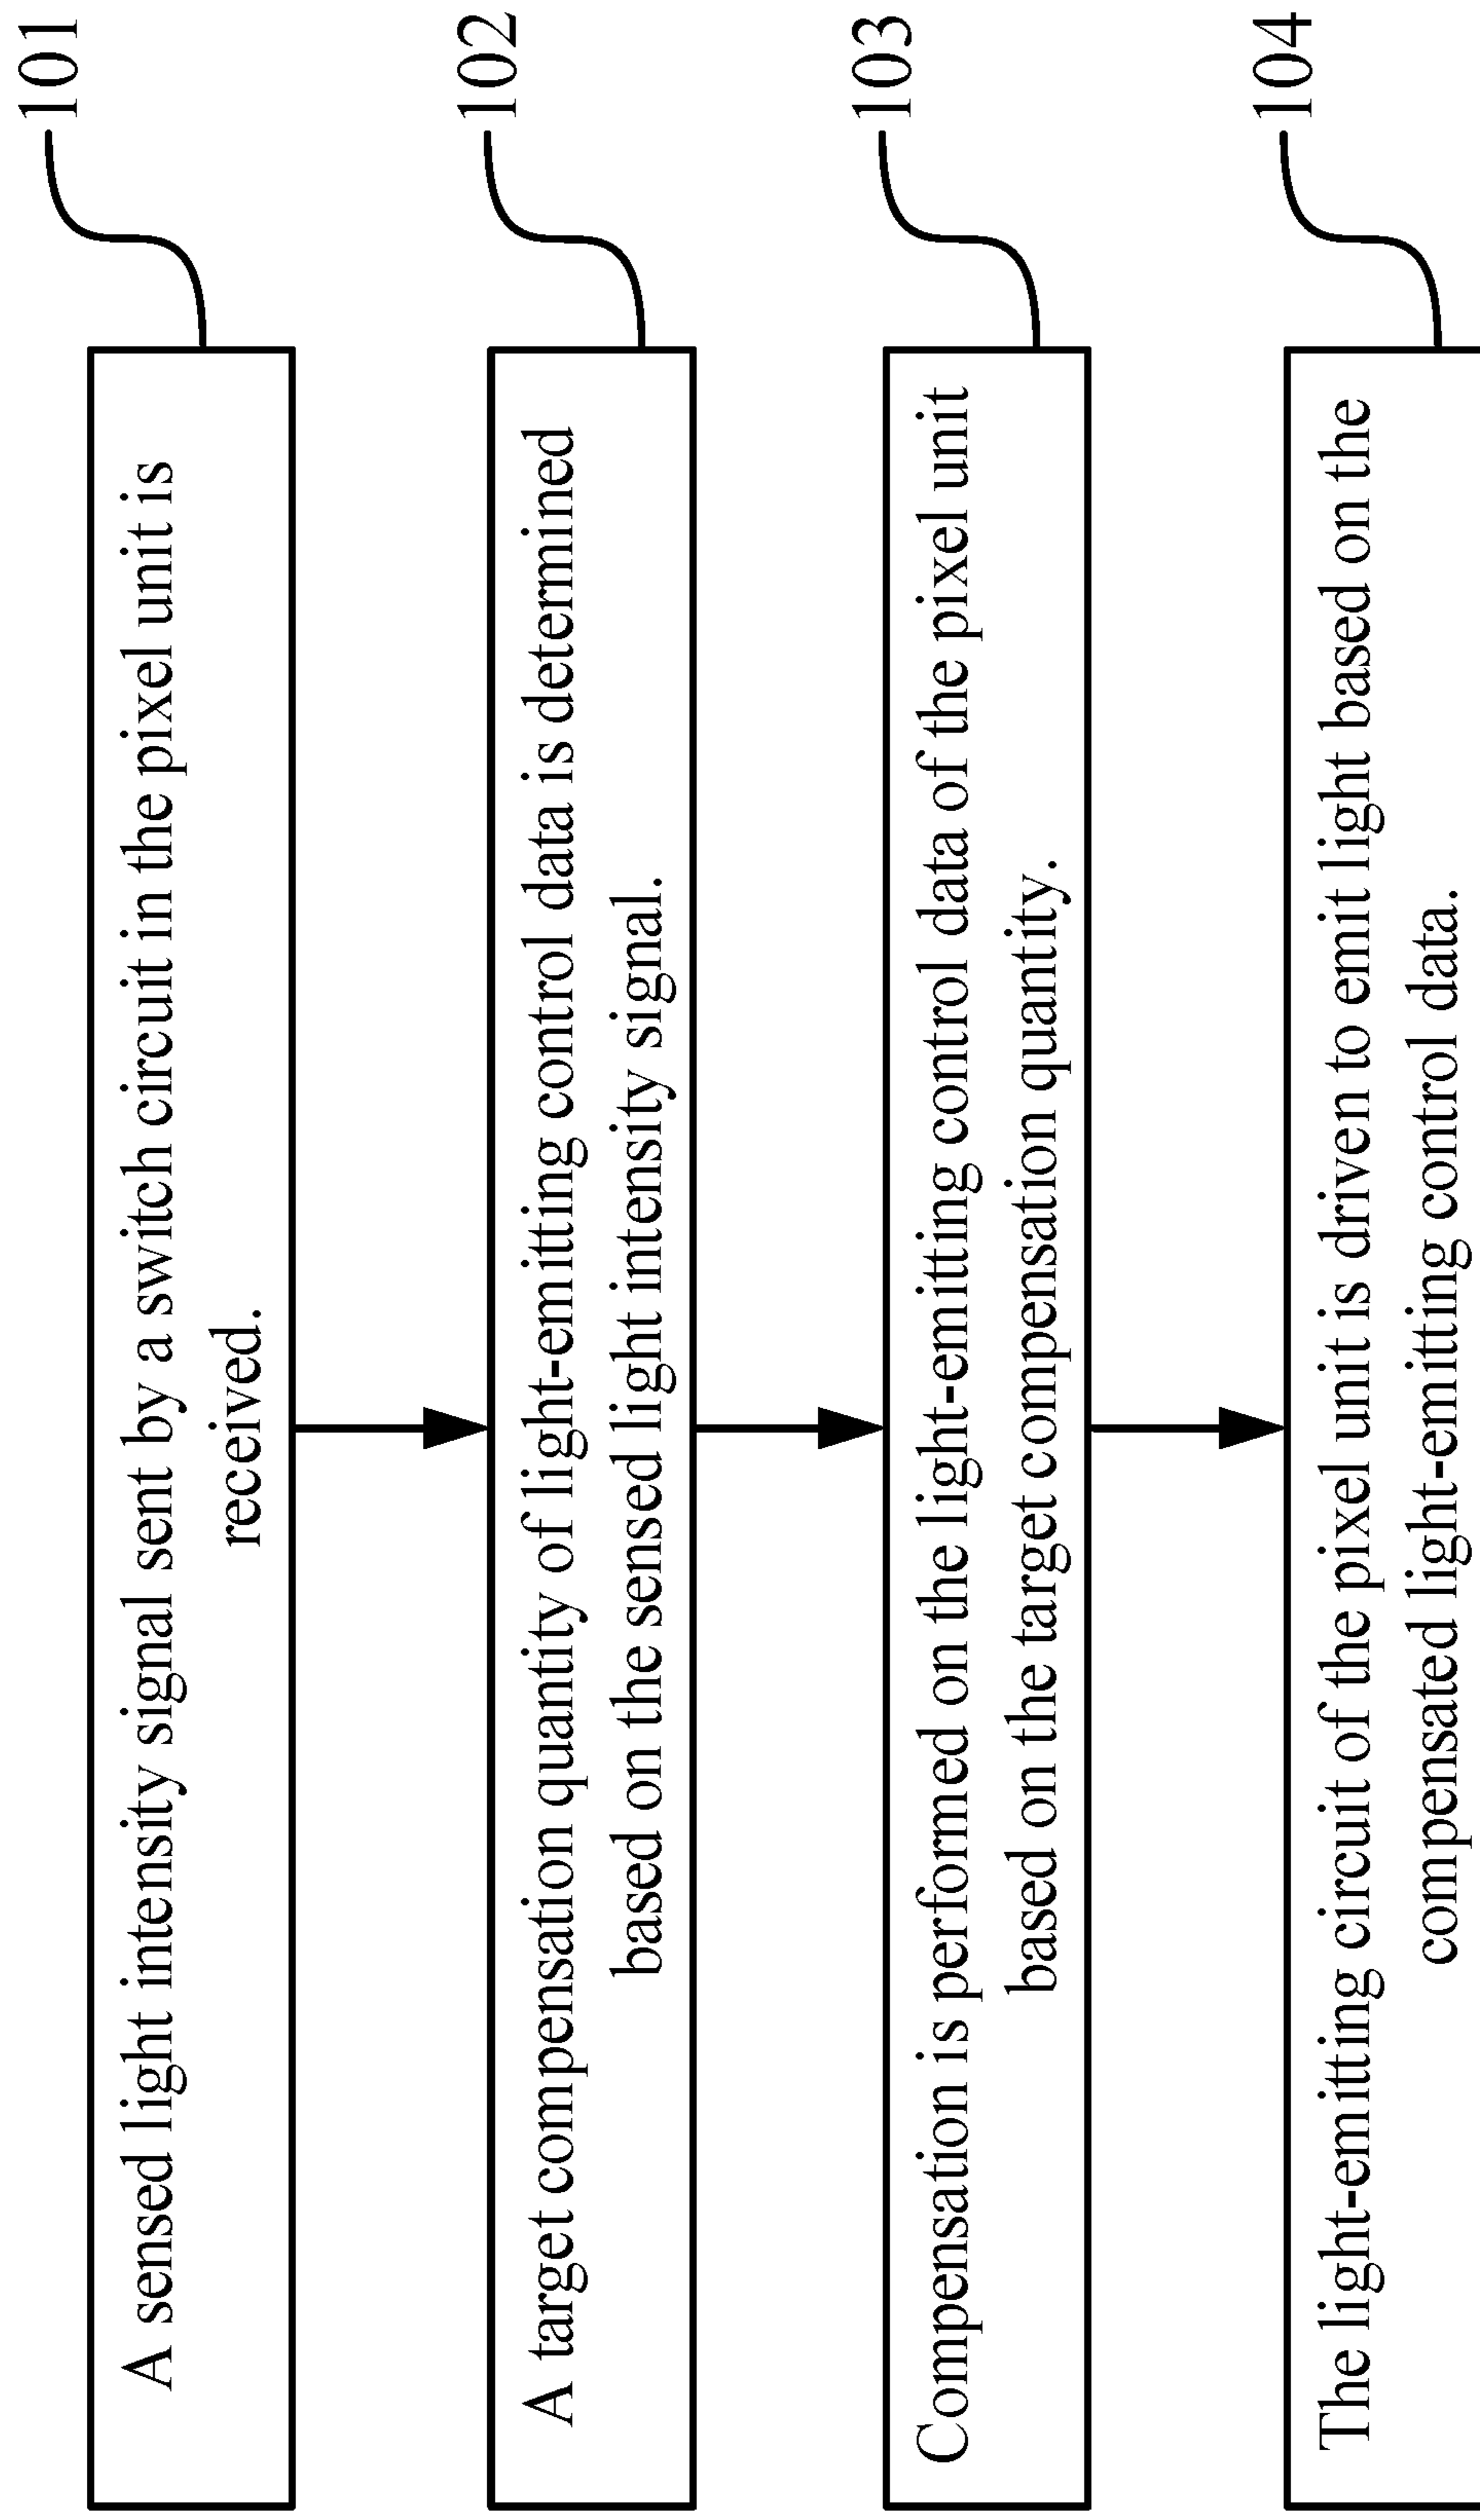 A sensed light intensity signal sent by a switch circuit in the pixel unit is
received.
101
A target compensation quantity of light-emitting control data is determined
based on the sensed light intensity signal.
102
Compensation is performed on the light-emitting control data of the pixel unit
based on the target compensation quantity.
103
The light-emitting circuit of the pixel unit is driven to emit light based on the
compensated light-emitting control data.
104